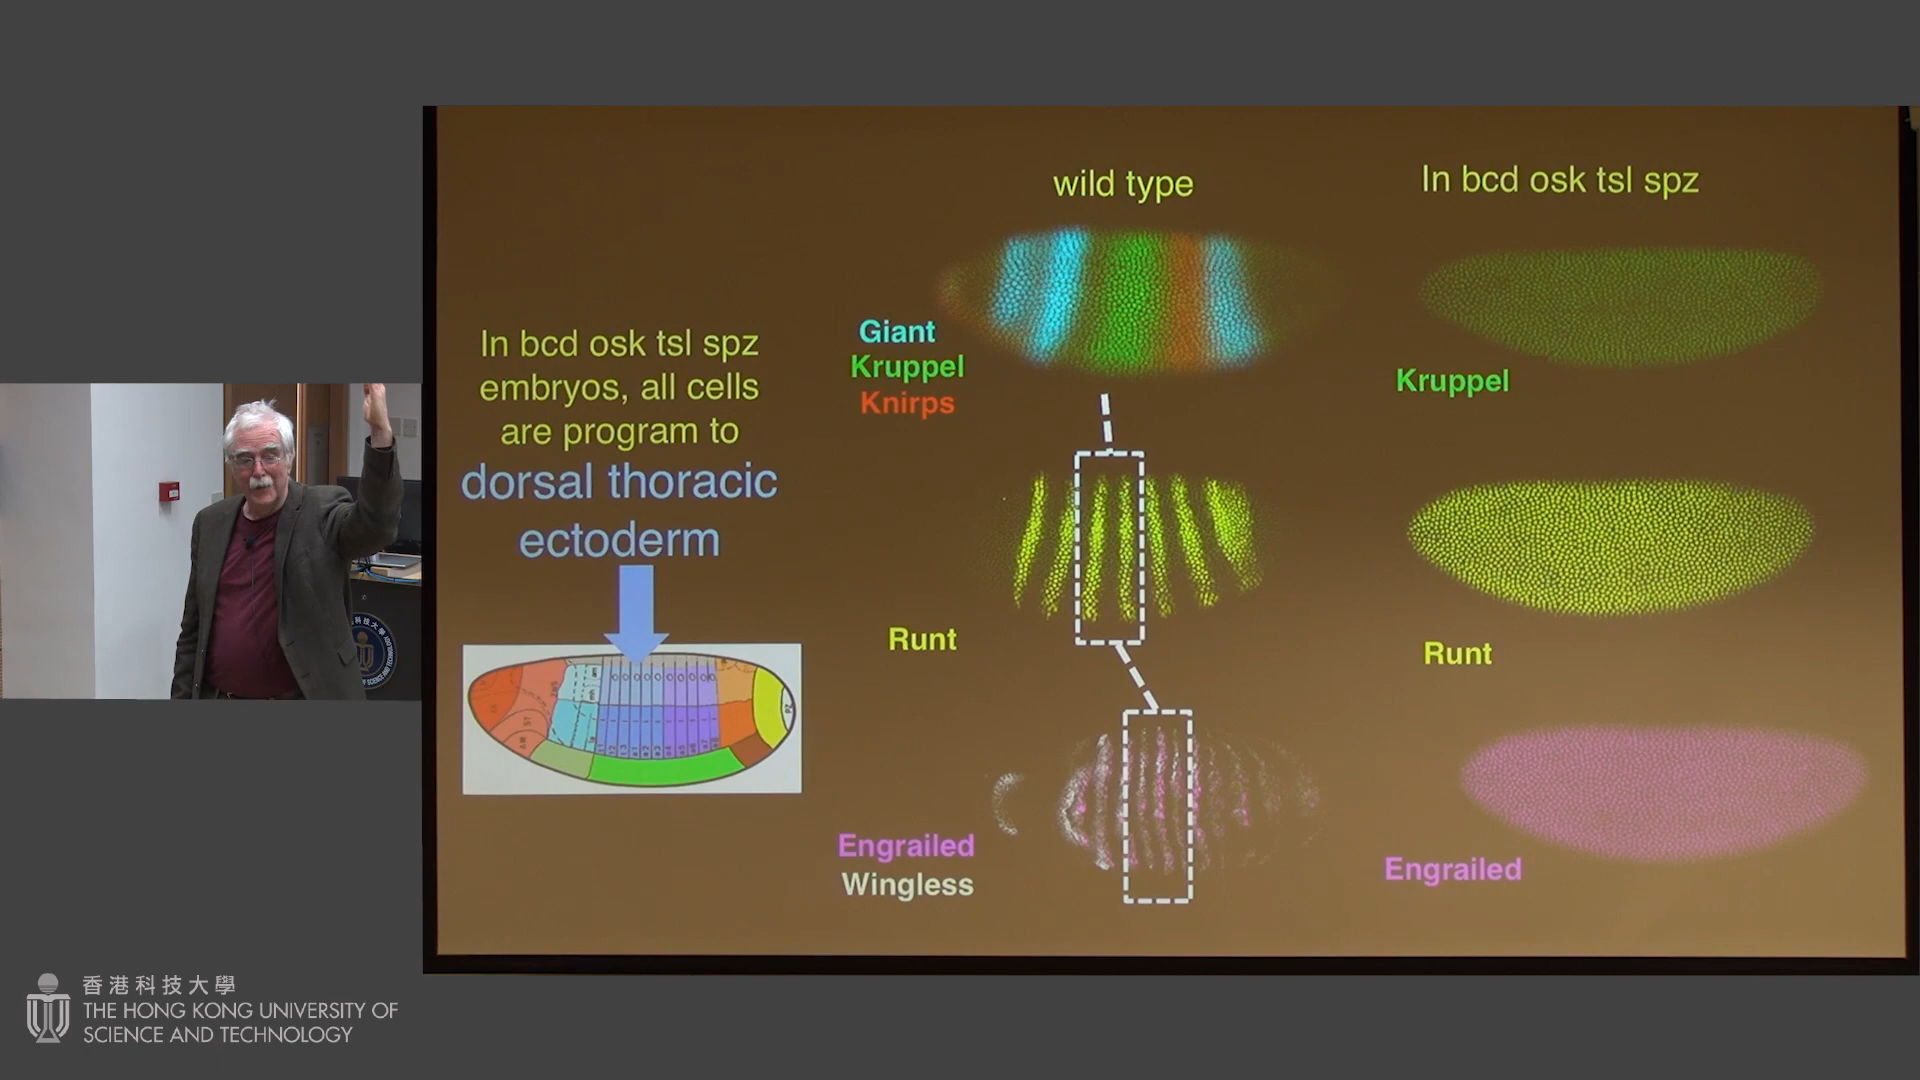 wild type
In bcd osk tsl spz
In bcd osk tsl spz
embryos, all cells
are program to
dorsal thoracic
ectoderm
Giant
Kruppel
Knirps
Kruppel
Runt
Runt
Engrailed
Wingless
Engrailed
香港科技大學
THE HONG KONG UNIVERSITY OF
SCIENCE AND TECHNOLOGY